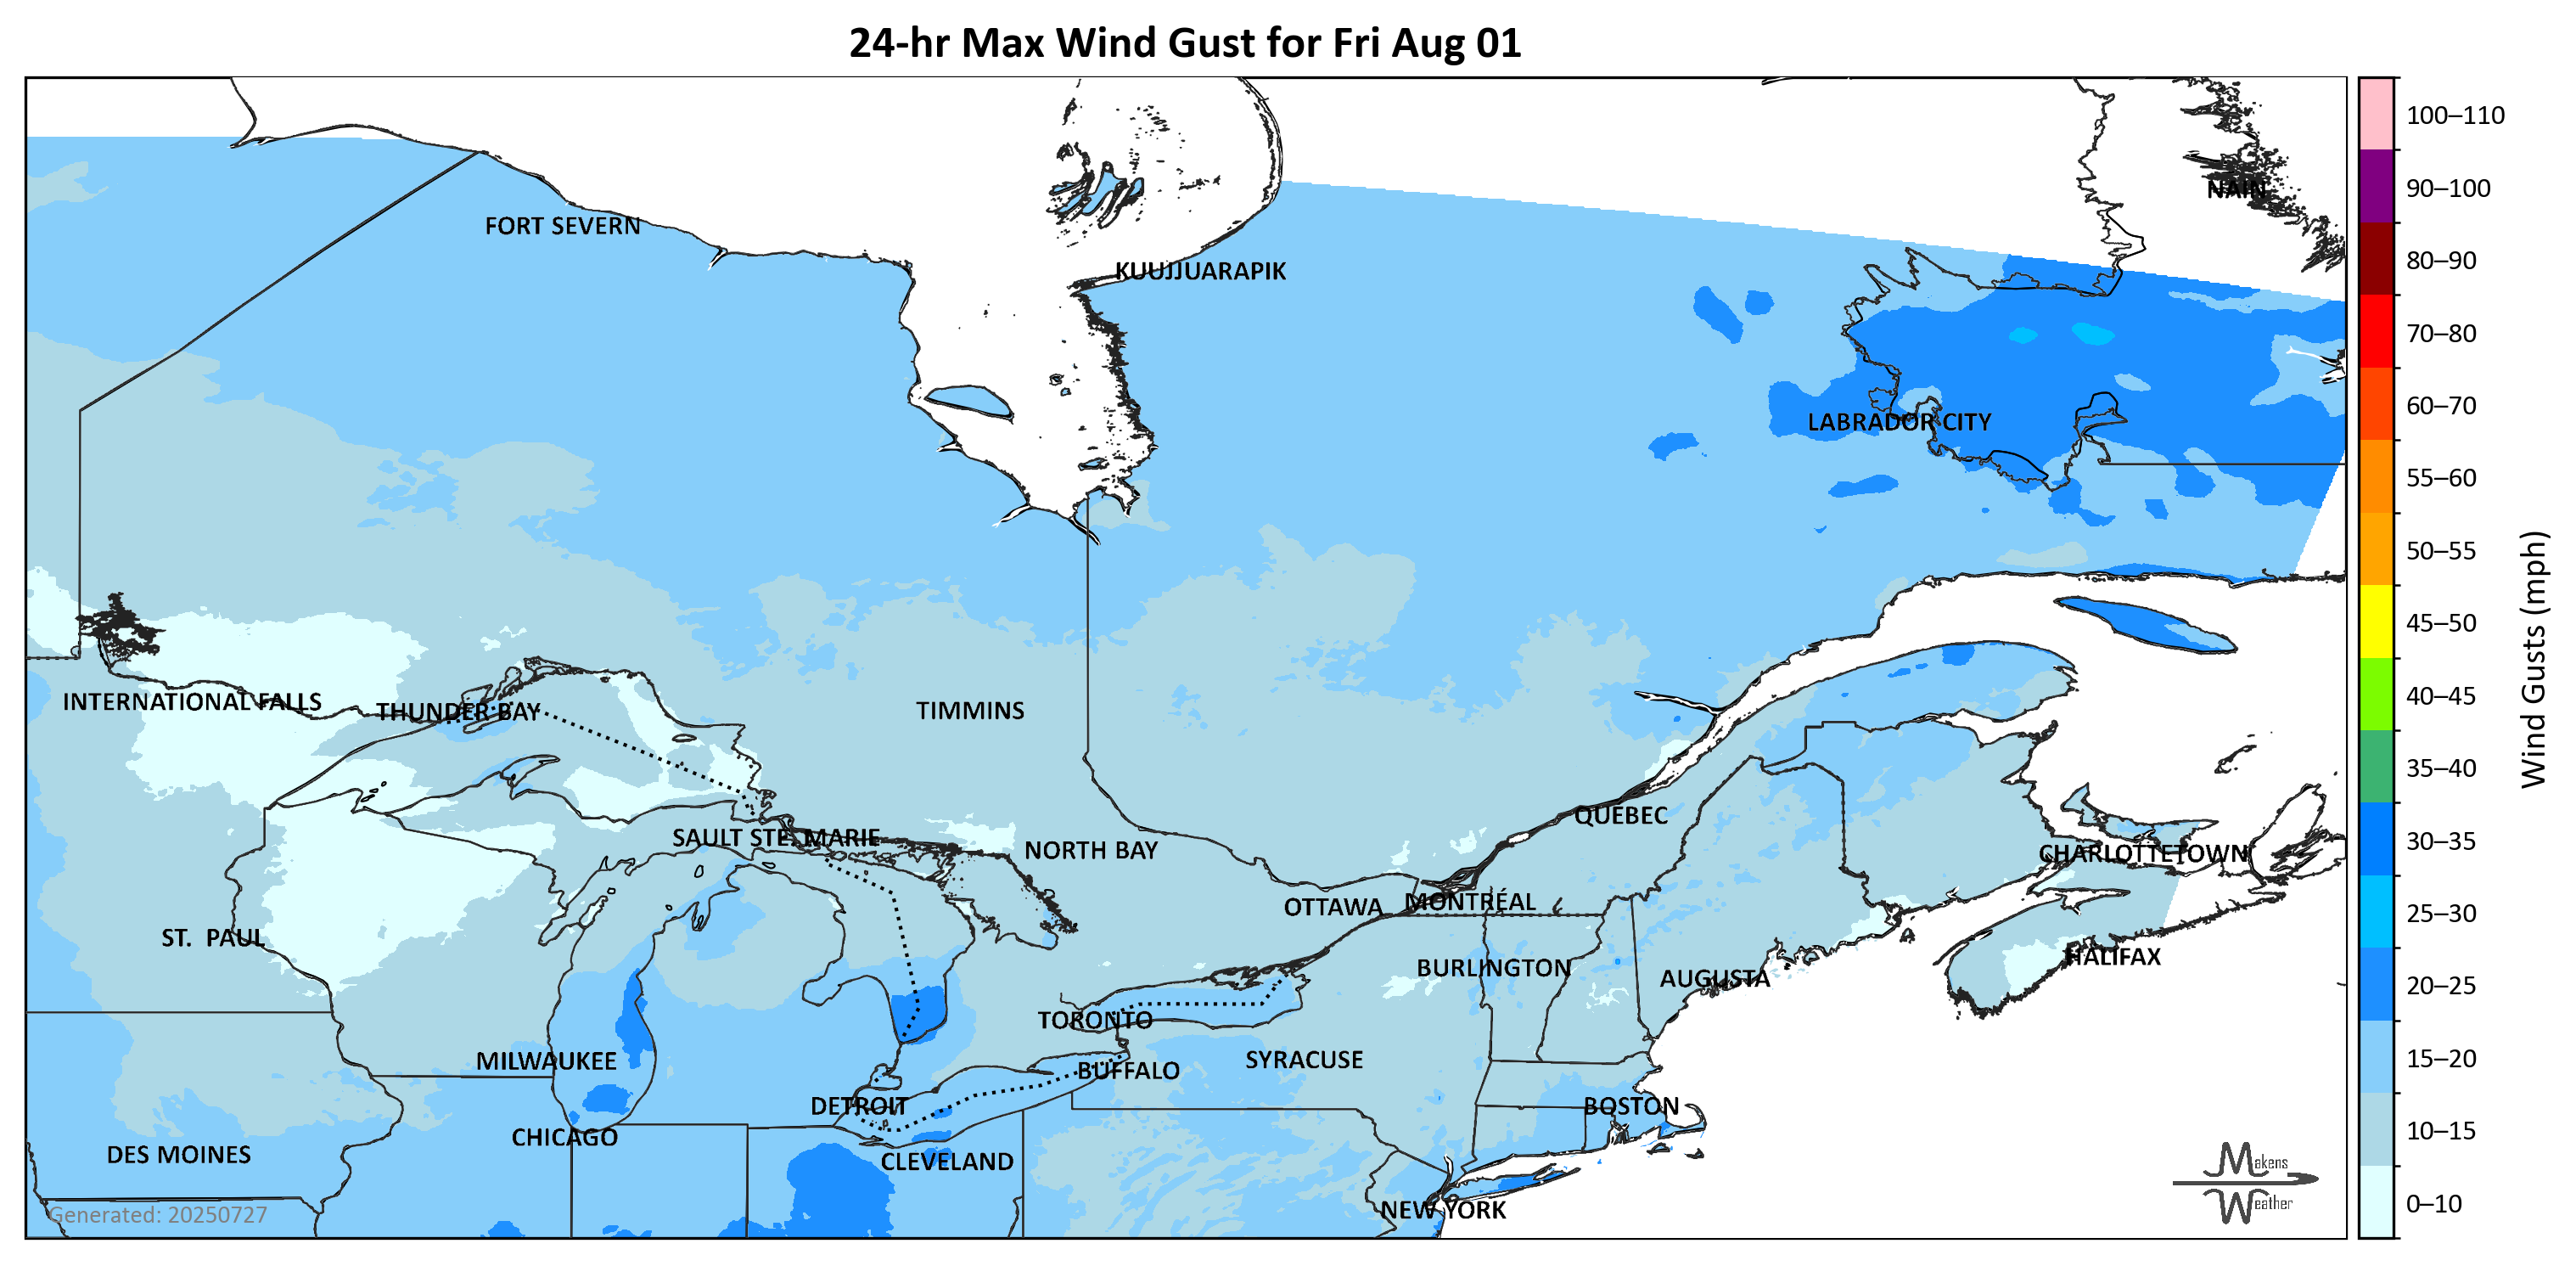 24-hr Max Wind Gust for Fri Aug 01
100–110
90–100
NAIN
FORT SEVERN
80–90
KUUJJUARAPIK
70–80
60–70
LABRADOR CITY
55–60
50–55
45–50
Wind Gusts (mph)
INTERNATIONAL FALLS
THUNDER BAY
TIMMINS
40–45
35–40
QUÉBEC
SAULT STE. MARIE
NORTH BAY
CHARLOTTETOWN
30–35
OTTAWA
MONTRÉAL
25–30
ST. PAUL
HALIFAX
BURLINGTON
AUGUSTA
20–25
TORONTO
MILWAUKEE
SYRACUSE
15–20
BUFFALO
DETROIT
BOSTON
CHICAGO
10–15
DES MOINES
CLEVELAND
Makens
Weather
NEW YORK
0–10
Generated: 20250727